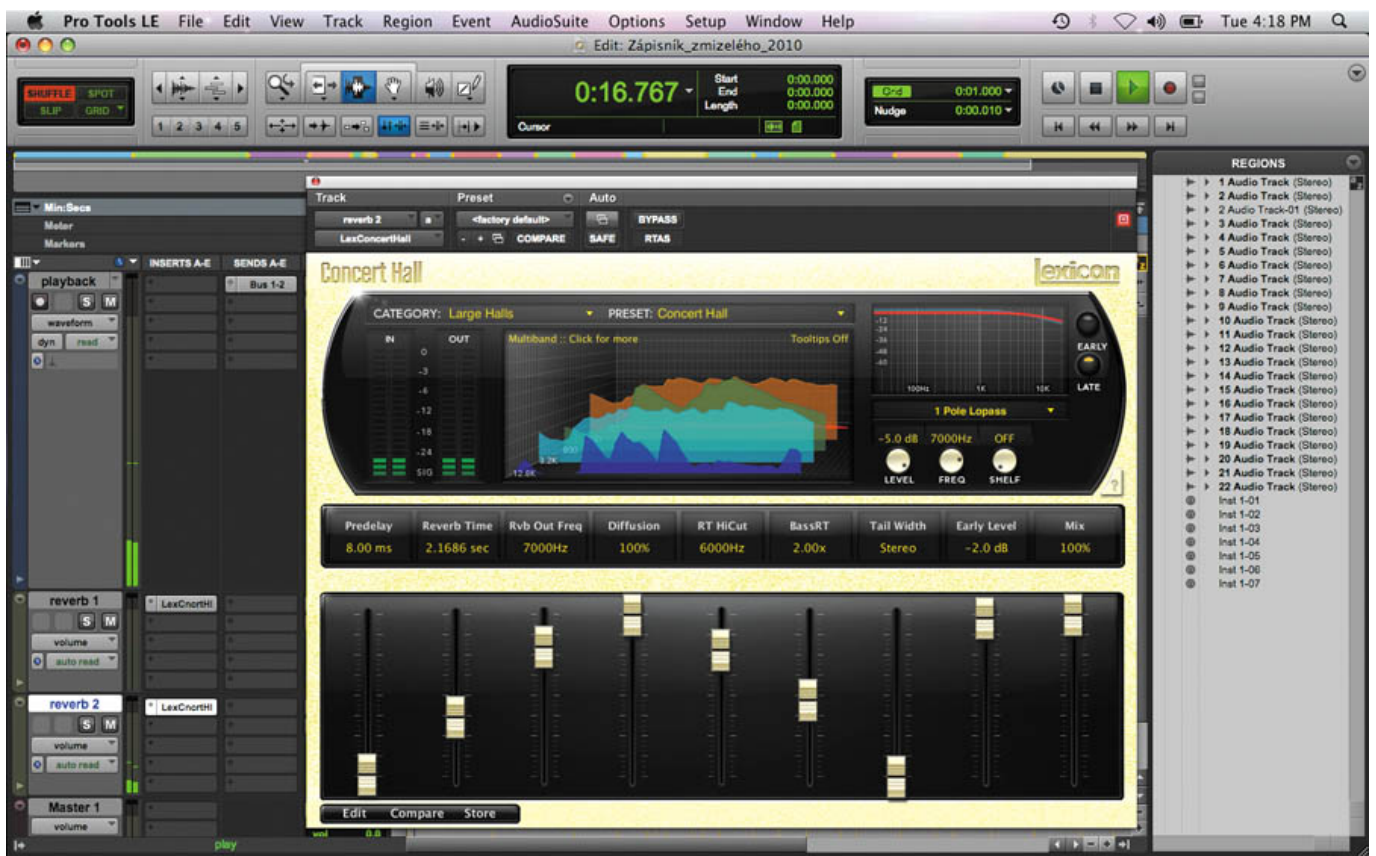 Pro Tools LE File Edit View Track Region Event AudioSuite Options Setup Window Help Tue 4:18 PM
Edit: Zápisník_zmizelého_2010
SHUFFLE SPOT
SLIP GRID
1 2 3 4 5
0:16.767
Start 0:00.000
End 0:00.000
Length 0:00.000
Cursor
Grid 0:01.000
Nudge 0:00.010
REGIONS
1 Audio Track (Stereo)
2 Audio Track (Stereo)
2 Audio Track-01 (Stereo)
3 Audio Track (Stereo)
4 Audio Track (Stereo)
5 Audio Track (Stereo)
6 Audio Track (Stereo)
7 Audio Track (Stereo)
8 Audio Track (Stereo)
9 Audio Track (Stereo)
10 Audio Track (Stereo)
11 Audio Track (Stereo)
12 Audio Track (Stereo)
13 Audio Track (Stereo)
14 Audio Track (Stereo)
15 Audio Track (Stereo)
16 Audio Track (Stereo)
17 Audio Track (Stereo)
18 Audio Track (Stereo)
19 Audio Track (Stereo)
20 Audio Track (Stereo)
21 Audio Track (Stereo)
22 Audio Track (Stereo)
Inst 1-01
Inst 1-02
Inst 1-03
Inst 1-04
Inst 1-05
Inst 1-06
Inst 1-07
Min:Secs
Meter
Markers
INSERTS A-E SENDS A-E
playback
Bus 1-2
S M
waveform
dyn read
reverb 1
LexCncrtHl
S M
volume
auto read
reverb 2
LexCncrtHl
S M
volume
auto read
Master 1
volume
play
vol 0.0
Track Preset Auto
reverb 2 a <factory default> BYPASS
LexConcertHall - + COMPARE SAFE RTAS
Concert Hall
lexicon
CATEGORY: Large Halls PRESET: Concert Hall
IN OUT
0
-3
-6
-12
-18
-24
SIG
Multiband :: Click for more Tooltips Off
12.0K
-12
-24
-36
-48
-60
100Hz 1K 10K
EARLY
LATE
1 Pole Lopass
-5.0 dB 7000Hz OFF
LEVEL FREQ SHELF
?
Predelay Reverb Time Rvb Out Freq Diffusion RT HiCut BassRT Tail Width Early Level Mix
8.00 ms 2.1686 sec 7000Hz 100% 6000Hz 2.00x Stereo -2.0 dB 100%
Edit Compare Store